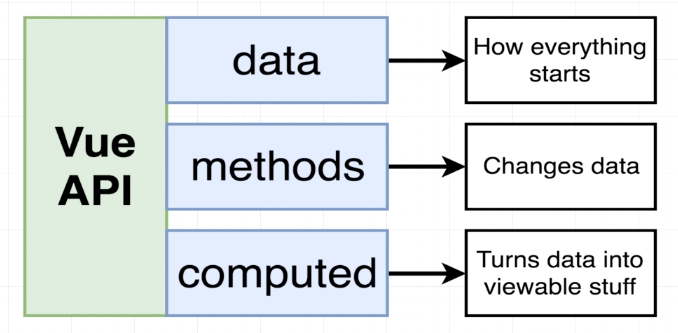 Vue
API
data
How everything
starts
methods
Changes data
computed
Turns data into
viewable stuff